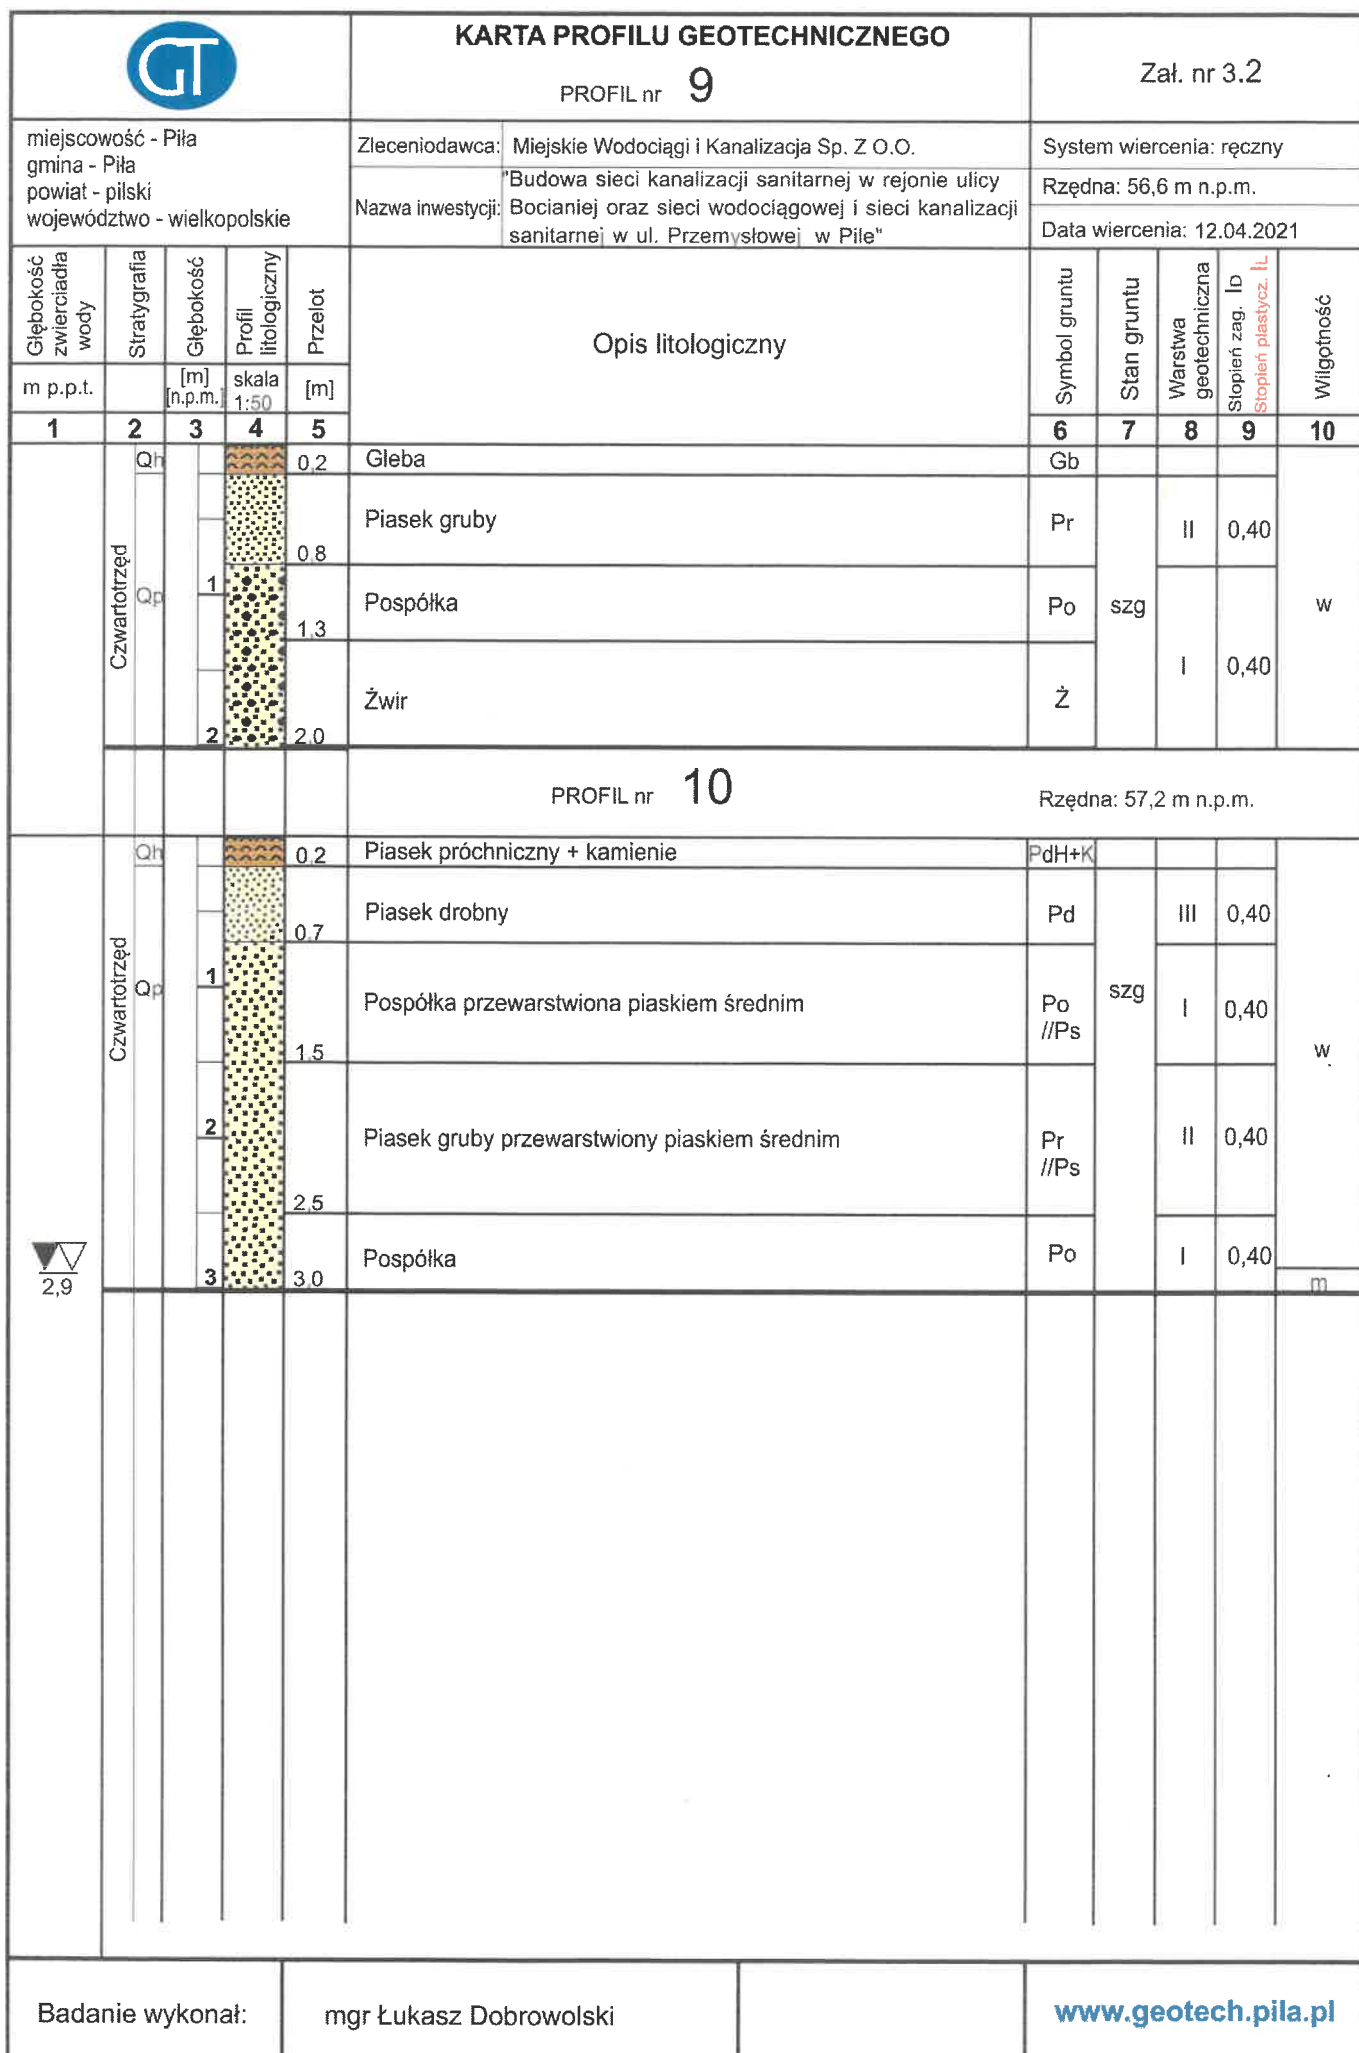 GT
KARTA PROFILU GEOTECHNICZNEGO
PROFIL nr 9
Zał. nr 3.2
miejscowość - Piła
gmina - Piła
powiat - pilski
województwo - wielkopolskie
Zleceniodawca: Miejskie Wodociągi i Kanalizacja Sp. Z O.O.
Nazwa inwestycji:
"Budowa sieci kanalizacji sanitarnej w rejonie ulicy
Bocianiej oraz sieci wodociągowej i sieci kanalizacji
sanitarnej w ul. Przemysłowej w Pile"
System wiercenia: ręczny
Rzędna: 56,6 m n.p.m.
Data wiercenia: 12.04.2021
Głębokość
zwierciadła
wody
Stratygrafia
Głębokość
Profil
litologiczny
Przelot
Opis litologiczny
Symbol gruntu
Stan gruntu
Warstwa
geotechniczna
Stopień zag. ID
Stopień plastycz. IL
Wilgotność
m p.p.t.
[m]
[n.p.m.]
skala
1:50
[m]
1 2 3 4 5 6 7 8 9 10
Qh 0,2 Gleba Gb
Piasek gruby Pr II 0,40
0,8
Czwartotrzęd
Qp 1 Pospółka Po szg w
1,3
I 0,40
Żwir Ż
2 2,0
PROFIL nr 10
Rzędna: 57,2 m n.p.m.
Qh 0,2 Piasek próchniczny + kamienie PdH+K
Piasek drobny Pd III 0,40
0,7
Czwartotrzęd
Qp 1 szg
Pospółka przewarstwiona piaskiem średnim Po I 0,40
//Ps
1,5 w
2 Piasek gruby przewarstwiony piaskiem średnim Pr II 0,40
//Ps
2,5
Pospółka Po I 0,40
2,9
3 3,0 m
Badanie wykonał: mgr Łukasz Dobrowolski www.geotech.pila.pl